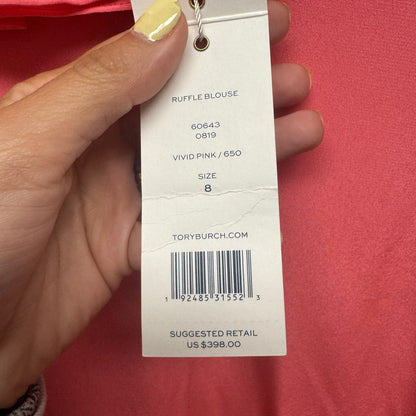 RUFFLE BLOUSE
60643
0819
VIVID PINK / 650
SIZE
8
TORYBURCH.COM
1 92485 31552 3
SUGGESTED RETAIL
US $398.00